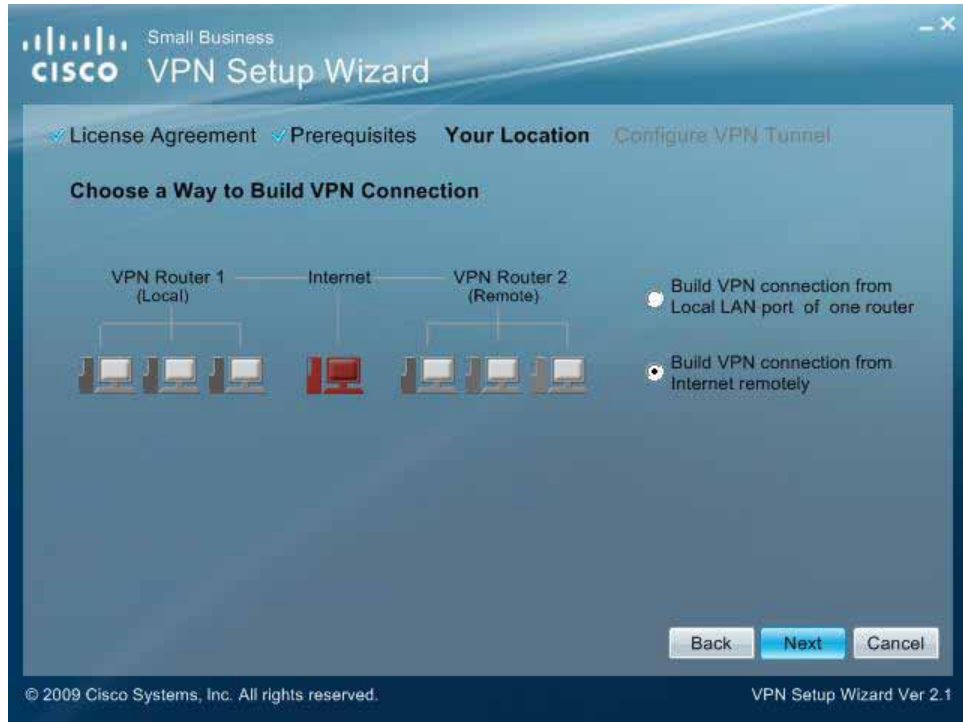 Small Business
CISCO VPN Setup Wizard
License Agreement Prerequisites Your Location Configure VPN Tunnel
Choose a Way to Build VPN Connection
VPN Router 1
(Local)
Internet
VPN Router 2
(Remote)
Build VPN connection from
Local LAN port of one router
Build VPN connection from
Internet remotely
Back Next Cancel
© 2009 Cisco Systems, Inc. All rights reserved.
VPN Setup Wizard Ver 2.1